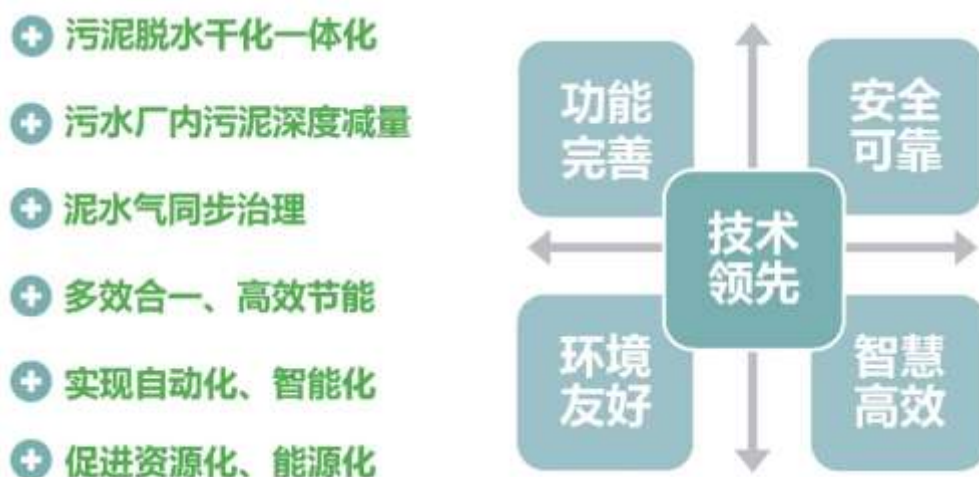 污泥脱水干化一体化
污水厂内污泥深度减量
泥水气同步治理
多效合一、高效节能
实现自动化、智能化
促进资源化、能源化
功能
完善
安全
可靠
技术
领先
环境
友好
智慧
高效